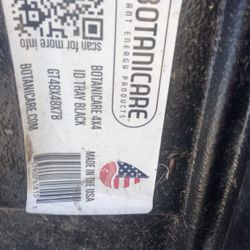 BOTANICARE
PLANT ENERGY PRODUCTS
scan for more info
BOTANICARE 4X4
ID TRAY BLACK
GT48X48X7B
BOTANICARE.COM
MADE IN THE USA